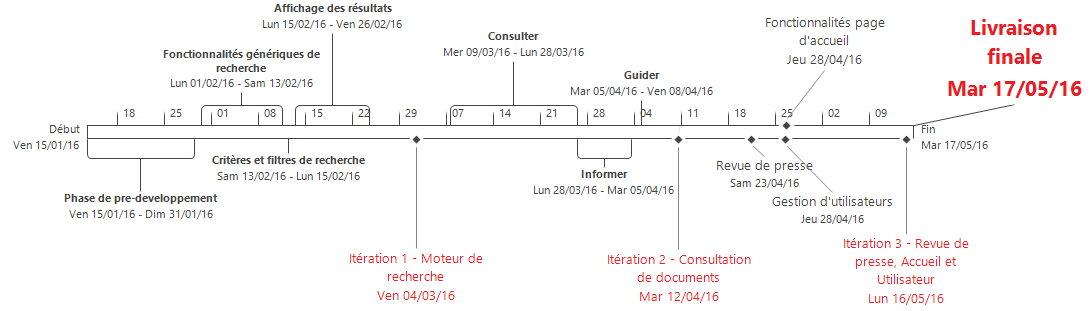 Affichage des résultats
Lun 15/02/16 - Ven 26/02/16
Fonctionnalités génériques de
recherche
Lun 01/02/16 - Sam 13/02/16
Consulter
Mer 09/03/16 - Lun 28/03/16
Guider
Mar 05/04/16 - Ven 08/04/16
Fonctionnalités page
d'accueil
Jeu 28/04/16
Livraison
finale
Mar 17/05/16
18 25 01 08 15 22 29 07 14 21 28 04 11 18 25 02 09
Début
Ven 15/01/16
Fin
Mar 17/05/16
Critères et filtres de recherche
Sam 13/02/16 - Lun 15/02/16
Phase de pre-developpement
Ven 15/01/16 - Dim 31/01/16
Informer
Lun 28/03/16 - Mar 05/04/16
Revue de presse
Sam 23/04/16
Gestion d'utilisateurs
Jeu 28/04/16
Itération 1 - Moteur de
recherche
Ven 04/03/16
Itération 2 - Consultation
de documents
Mar 12/04/16
Itération 3 - Revue de
presse, Accueil et
Utilisateur
Lun 16/05/16